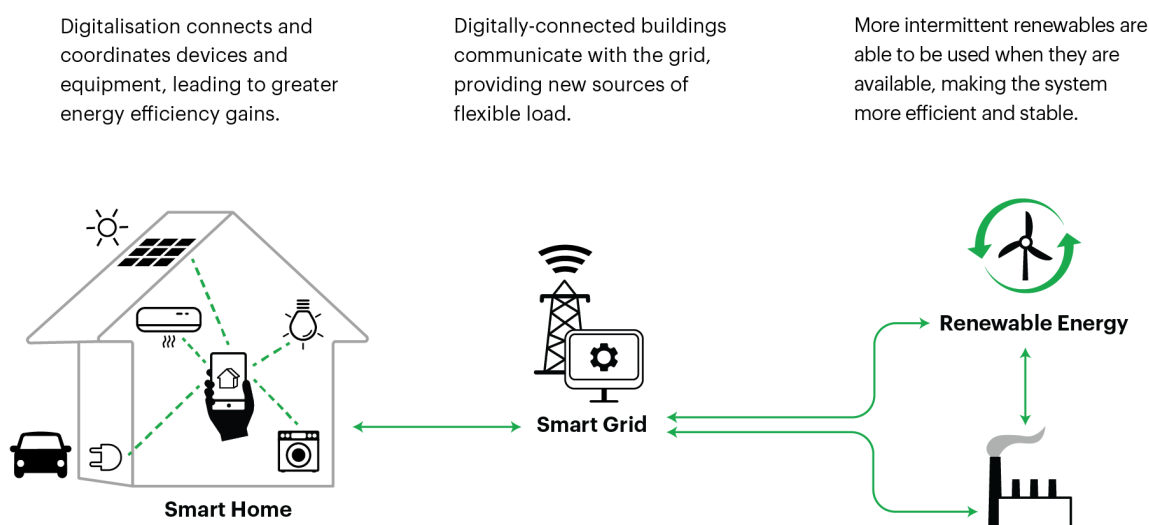 Digitalisation connects and
coordinates devices and
equipment, leading to greater
energy efficiency gains.
Digitally-connected buildings
communicate with the grid,
providing new sources of
flexible load.
More intermittent renewables are
able to be used when they are
available, making the system
more efficient and stable.
Renewable Energy
Smart Grid
Smart Home